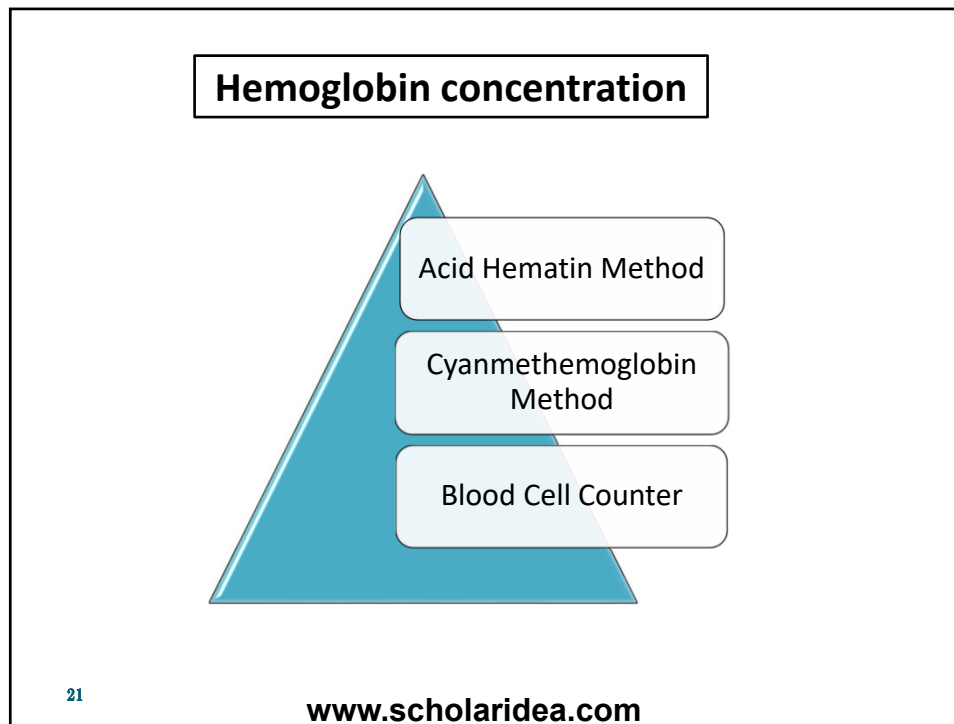 Hemoglobin concentration
Acid Hematin Method
Cyanmethemoglobin
Method
Blood Cell Counter
21
www.scholaridea.com